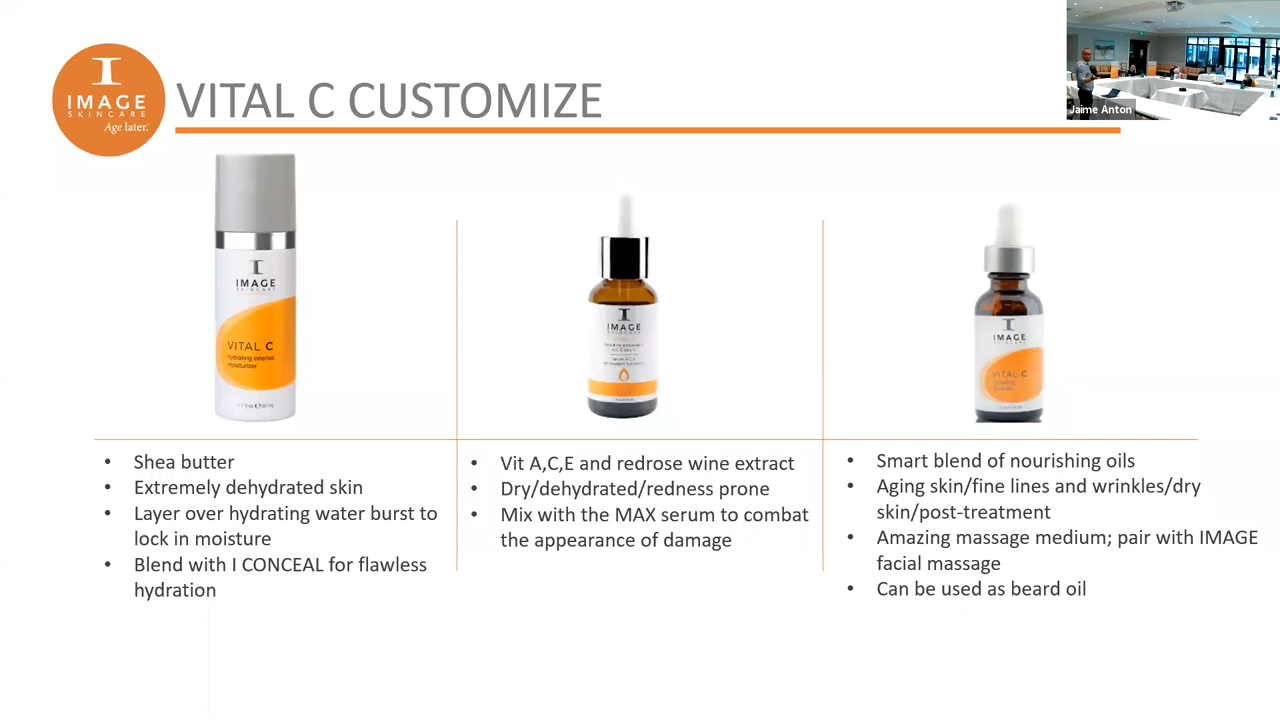 IMAGE
SKINCARE
Age later.
VITAL C CUSTOMIZE
Jaime Anton
IMAGE
SKINCARE
VITAL C
hydrating intense
moisturizer
IMAGE
SKINCARE
IMAGE
SKINCARE
VITAL C
• Shea butter
• Extremely dehydrated skin
• Layer over hydrating water burst to
lock in moisture
• Blend with I CONCEAL for flawless
hydration
• Vit A,C,E and redrose wine extract
• Dry/dehydrated/redness prone
• Mix with the MAX serum to combat
the appearance of damage
• Smart blend of nourishing oils
• Aging skin/fine lines and wrinkles/dry
skin/post-treatment
• Amazing massage medium; pair with IMAGE
facial massage
• Can be used as beard oil